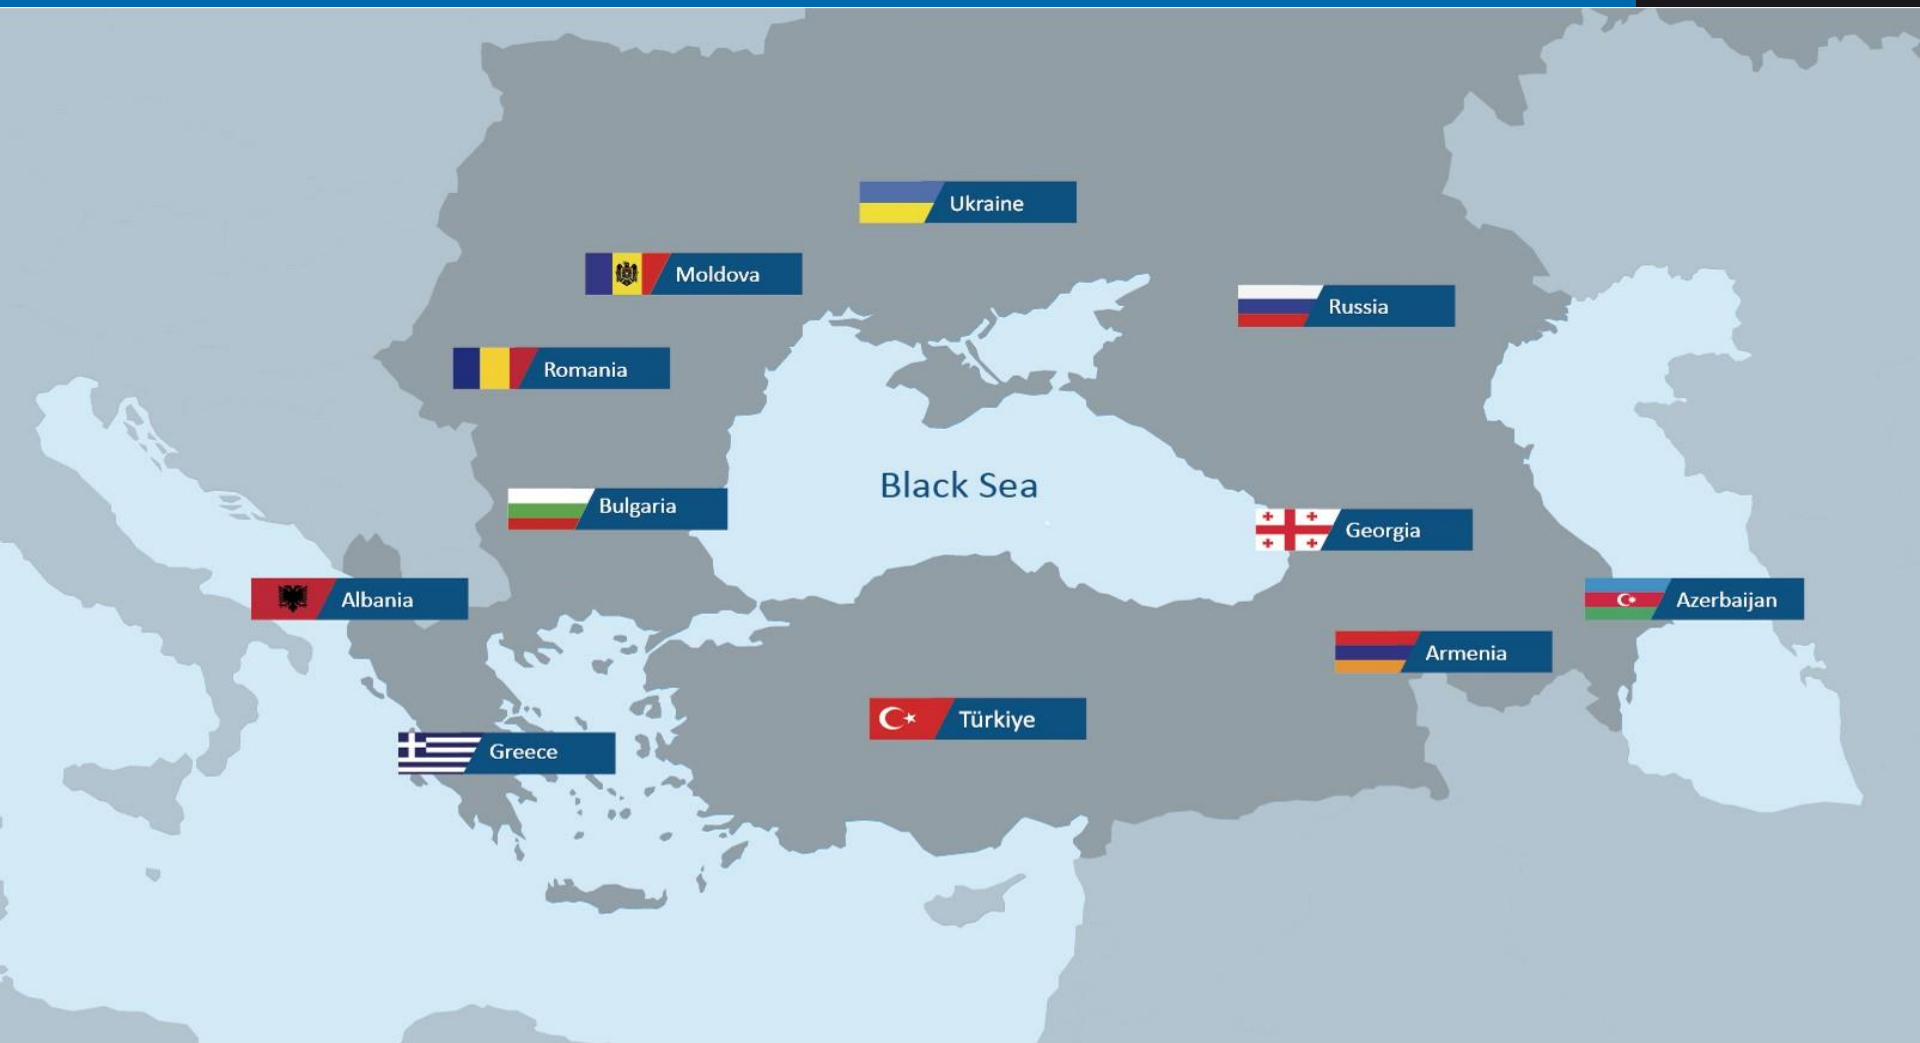 Ukraine
Moldova
Russia
Romania
Black Sea
Bulgaria
Georgia
Albania
Azerbaijan
Armenia
Türkiye
Greece